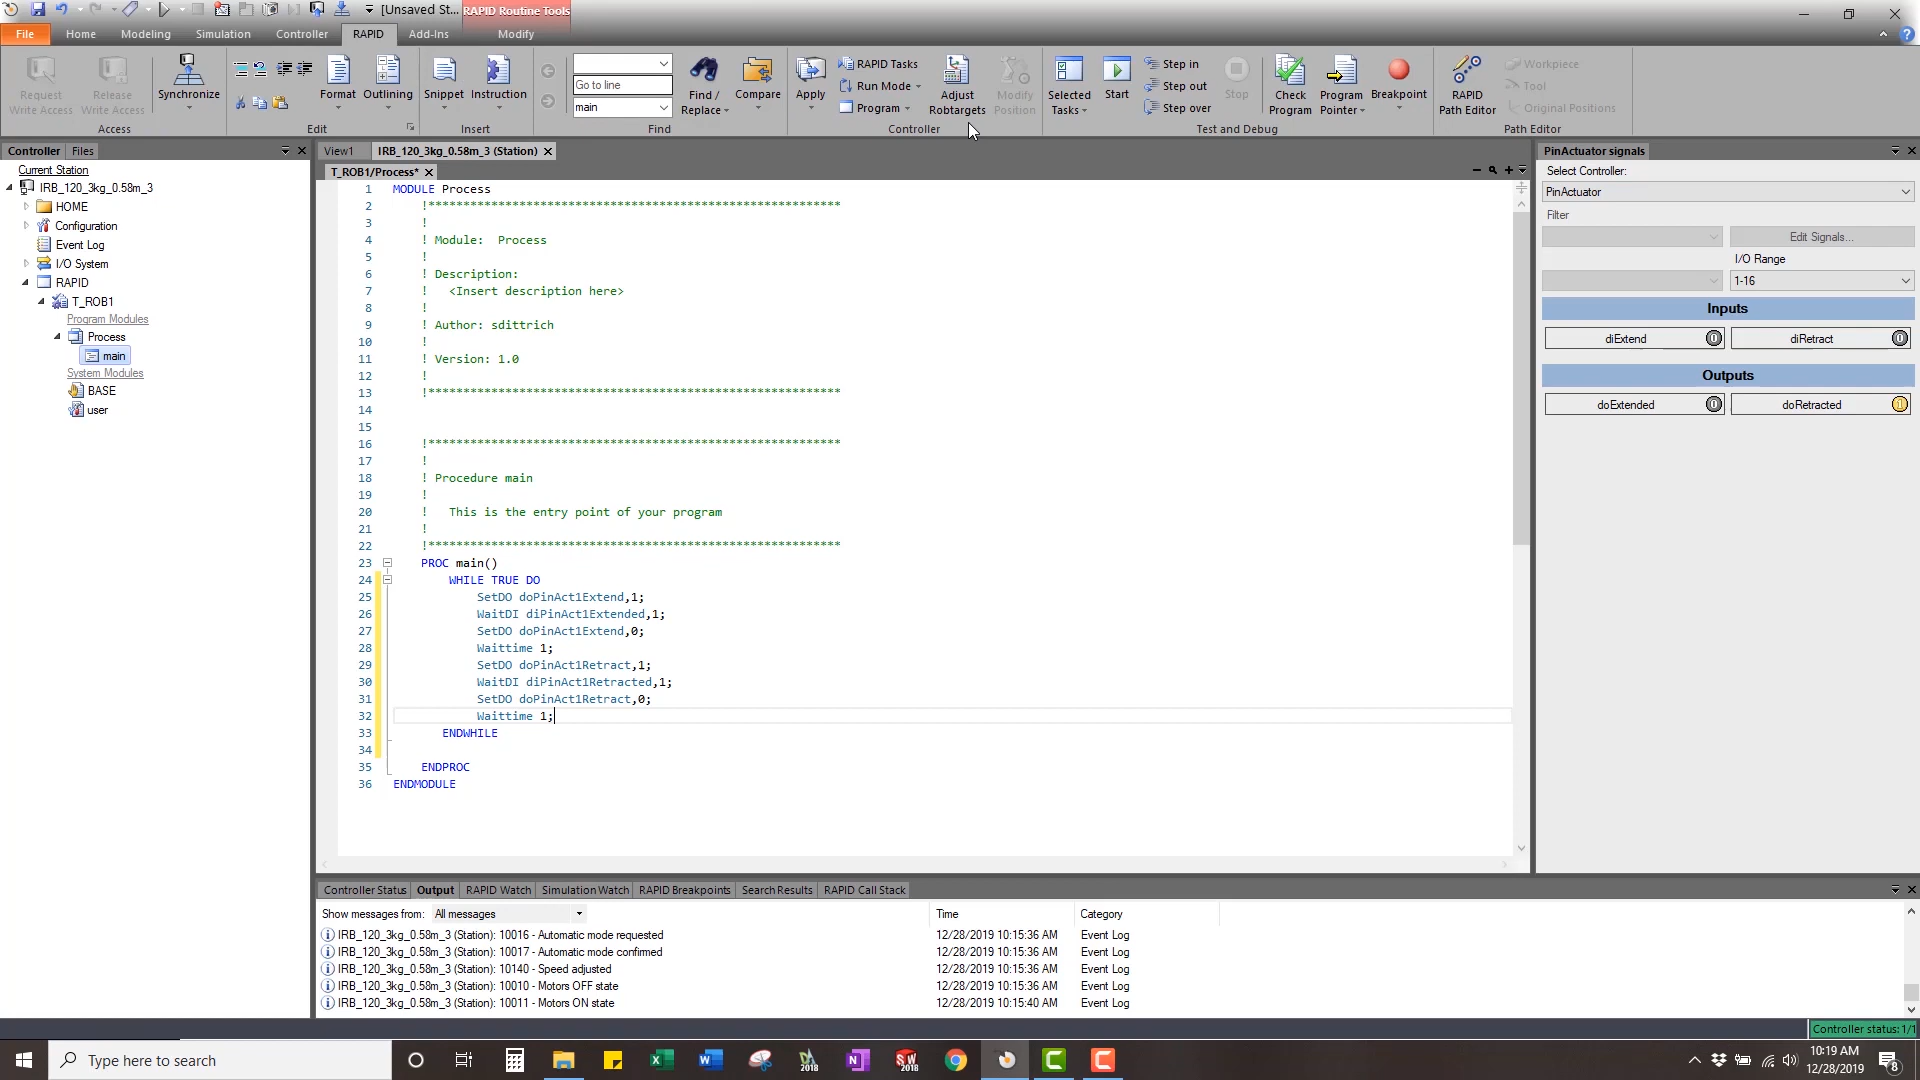 [Unsaved St...
RAPID Routine Tools
File
Home
Modeling
Simulation
Controller
RAPID
Add-Ins
Modify
Request
Write Access
Release
Write Access
Access
Synchronize
Format
Outlining
Edit
Snippet
Instruction
Insert
Go to line
main
Find /
Replace
Compare
Find
Apply
RAPID Tasks
Run Mode
Program
Adjust
Robtargets
Modify
Position
Controller
Selected
Tasks
Start
Step in
Step out
Step over
Stop
Check
Program
Program
Pointer
Breakpoint
Test and Debug
RAPID
Path Editor
Workpiece
Tool
Original Positions
Path Editor
Controller
Files
Current Station
IRB_120_3kg_0.58m_3
HOME
Configuration
Event Log
I/O System
RAPID
T_ROB1
Program Modules
Process
main
System Modules
BASE
user
View1
IRB_120_3kg_0.58m_3 (Station)
T_ROB1/Process*
1 MODULE Process
2 !***********************************************************
3 !
4 ! Module:  Process
5 !
6 ! Description:
7 !   <Insert description here>
8 !
9 ! Author: sdittrich
10 !
11 ! Version: 1.0
12 !
13 !***********************************************************
14
15
16 !***********************************************************
17 !
18 ! Procedure main
19 !
20 !   This is the entry point of your program
21 !
22 !***********************************************************
23 PROC main()
24 WHILE TRUE DO
25 SetDO doPinAct1Extend,1;
26 WaitDI diPinAct1Extended,1;
27 SetDO doPinAct1Extend,0;
28 Waittime 1;
29 SetDO doPinAct1Retract,1;
30 WaitDI diPinAct1Retracted,1;
31 SetDO doPinAct1Retract,0;
32 Waittime 1;
33 ENDWHILE
34
35 ENDPROC
36 ENDMODULE
PinActuator signals
Select Controller:
PinActuator
Filter
Edit Signals...
I/O Range
1-16
Inputs
diExtend 0
diRetract 0
Outputs
doExtended 0
doRetracted 1
Controller Status
Output
RAPID Watch
Simulation Watch
RAPID Breakpoints
Search Results
RAPID Call Stack
Show messages from: All messages
Time
Category
IRB_120_3kg_0.58m_3 (Station): 10016 - Automatic mode requested 12/28/2019 10:15:36 AM Event Log
IRB_120_3kg_0.58m_3 (Station): 10017 - Automatic mode confirmed 12/28/2019 10:15:36 AM Event Log
IRB_120_3kg_0.58m_3 (Station): 10140 - Speed adjusted 12/28/2019 10:15:36 AM Event Log
IRB_120_3kg_0.58m_3 (Station): 10010 - Motors OFF state 12/28/2019 10:15:36 AM Event Log
IRB_120_3kg_0.58m_3 (Station): 10011 - Motors ON state 12/28/2019 10:15:40 AM Event Log
Controller status: 1/1
Type here to search
2018
2018
10:19 AM
12/28/2019
8